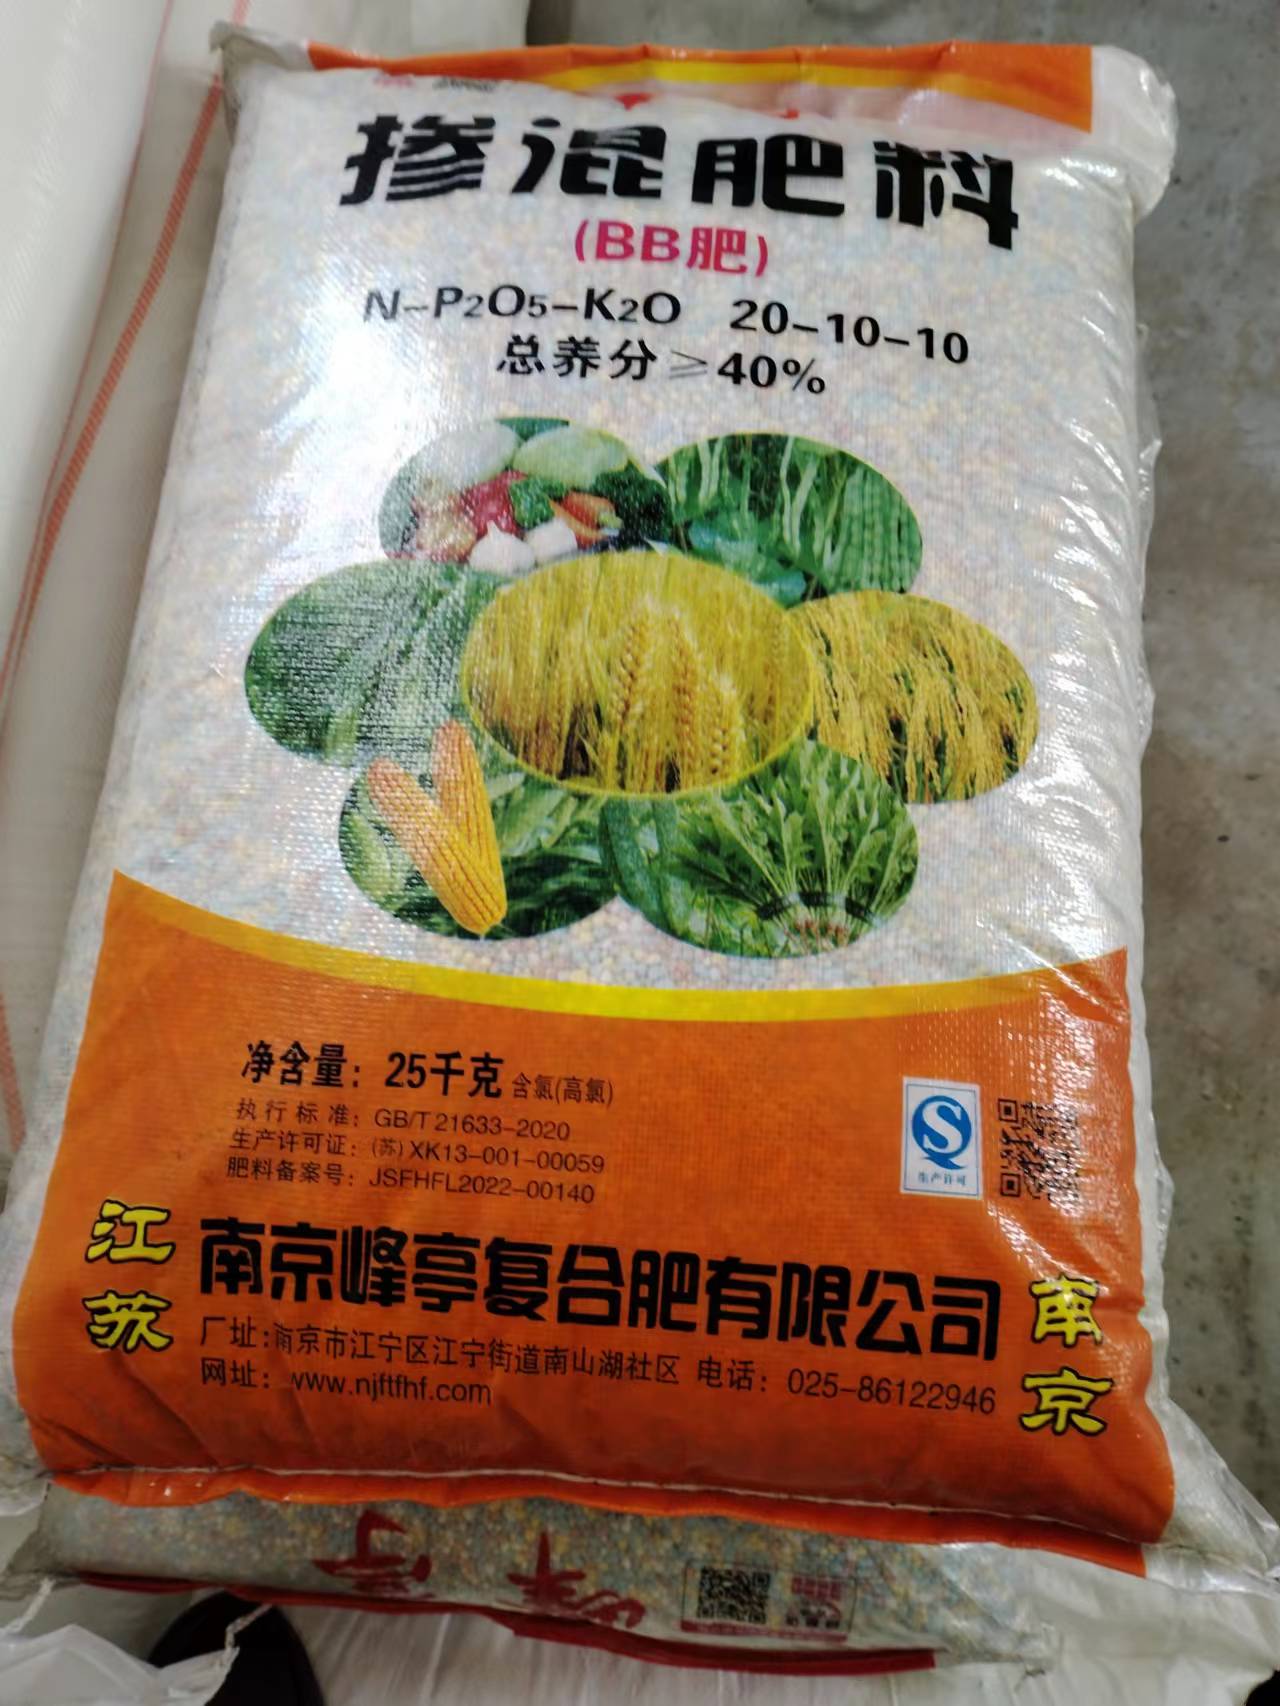 掺混肥料
(BB肥)
N-P2O5-K2O 20-10-10
总养分≥40%
净含量：25千克 含氯(高氯)
执行标准：GB/T 21633-2020
生产许可证：(苏)XK13-001-00059
肥料备案号：JSFHFL2022-00140
生产许可
江苏
南京峰亭复合肥有限公司
南京
厂址：南京市江宁区江宁街道南山湖社区 电话：025-86122946
网址：www.njftfhf.com
峰亭